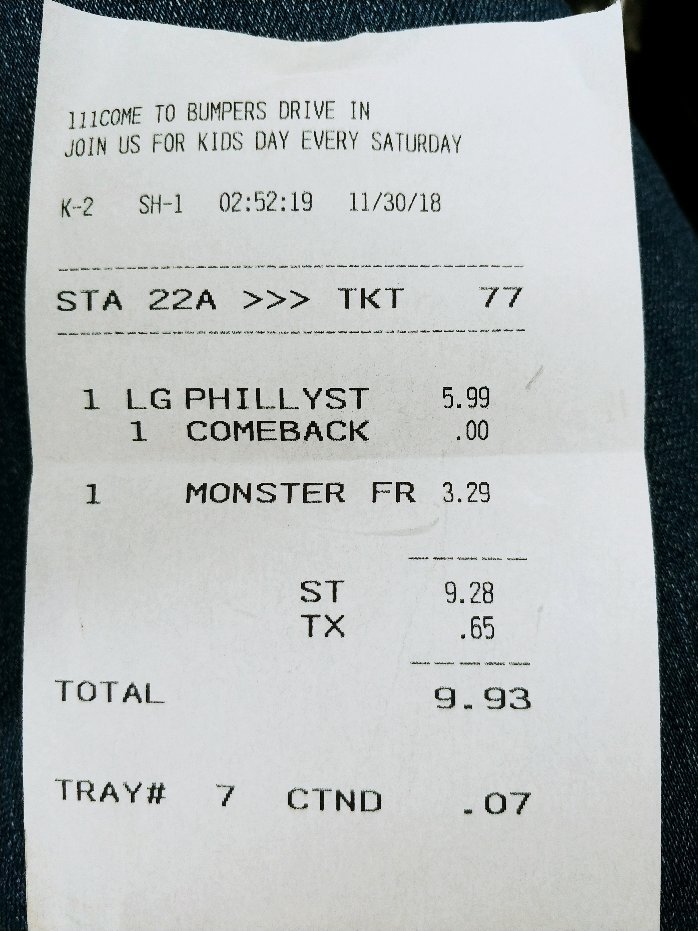 111COME TO BUMPERS DRIVE IN
JOIN US FOR KIDS DAY EVERY SATURDAY
K-2 SH-1 02:52:19 11/30/18
STA 22A >>> TKT 77
1 LG PHILLYST 5.99
1 COMEBACK .00
1 MONSTER FR 3.29
ST 9.28
TX .65
TOTAL 9.93
TRAY# 7 CTND .07